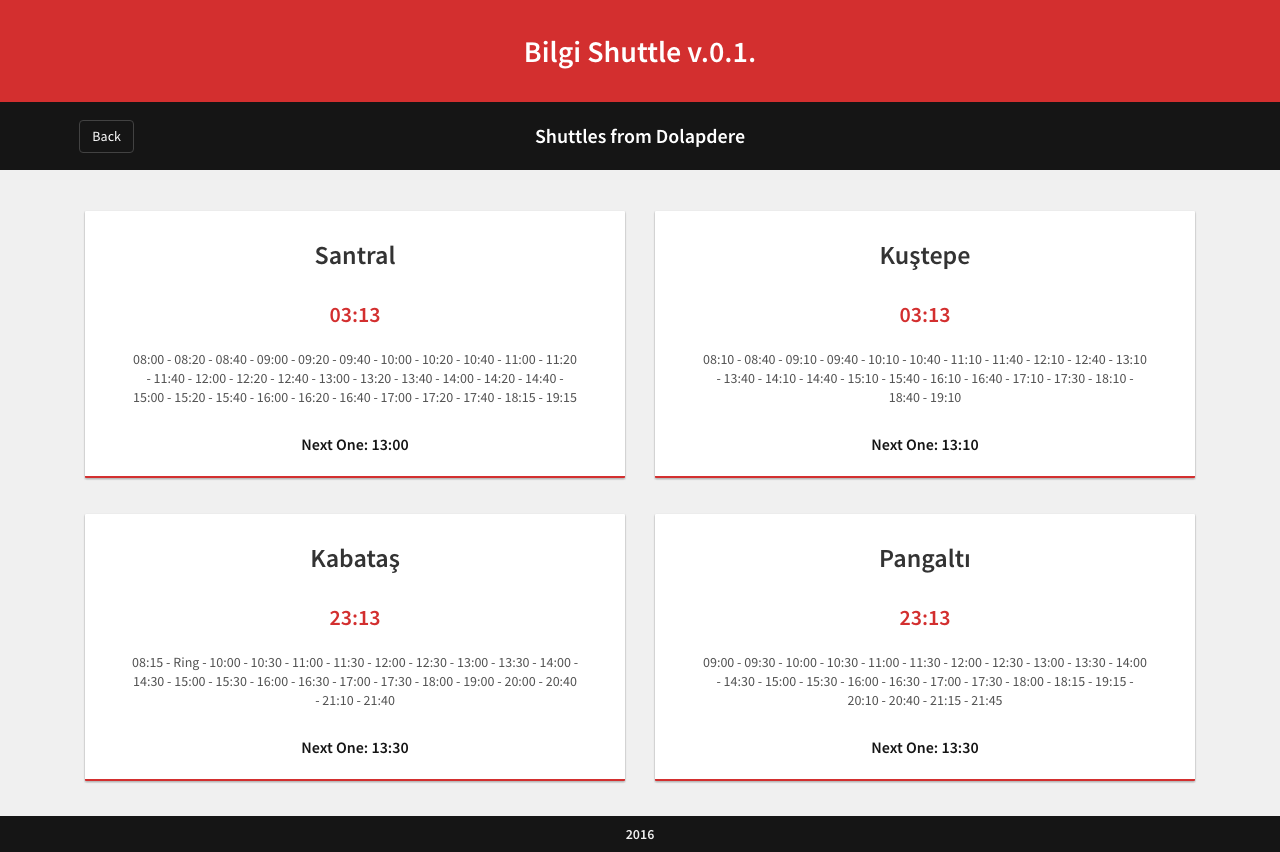 Bilgi Shuttle v.0.1.
Back
Shuttles from Dolapdere
Santral
03:13
08:00 - 08:20 - 08:40 - 09:00 - 09:20 - 09:40 - 10:00 - 10:20 - 10:40 - 11:00 - 11:20
- 11:40 - 12:00 - 12:20 - 12:40 - 13:00 - 13:20 - 13:40 - 14:00 - 14:20 - 14:40 -
15:00 - 15:20 - 15:40 - 16:00 - 16:20 - 16:40 - 17:00 - 17:20 - 17:40 - 18:15 - 19:15
Next One: 13:00
Kuştepe
03:13
08:10 - 08:40 - 09:10 - 09:40 - 10:10 - 10:40 - 11:10 - 11:40 - 12:10 - 12:40 - 13:10
- 13:40 - 14:10 - 14:40 - 15:10 - 15:40 - 16:10 - 16:40 - 17:10 - 17:30 - 18:10 -
18:40 - 19:10
Next One: 13:10
Kabataş
23:13
08:15 - Ring - 10:00 - 10:30 - 11:00 - 11:30 - 12:00 - 12:30 - 13:00 - 13:30 - 14:00 -
14:30 - 15:00 - 15:30 - 16:00 - 16:30 - 17:00 - 17:30 - 18:00 - 19:00 - 20:00 - 20:40
- 21:10 - 21:40
Next One: 13:30
Pangaltı
23:13
09:00 - 09:30 - 10:00 - 10:30 - 11:00 - 11:30 - 12:00 - 12:30 - 13:00 - 13:30 - 14:00
- 14:30 - 15:00 - 15:30 - 16:00 - 16:30 - 17:00 - 17:30 - 18:00 - 18:15 - 19:15 -
20:10 - 20:40 - 21:15 - 21:45
Next One: 13:30
2016